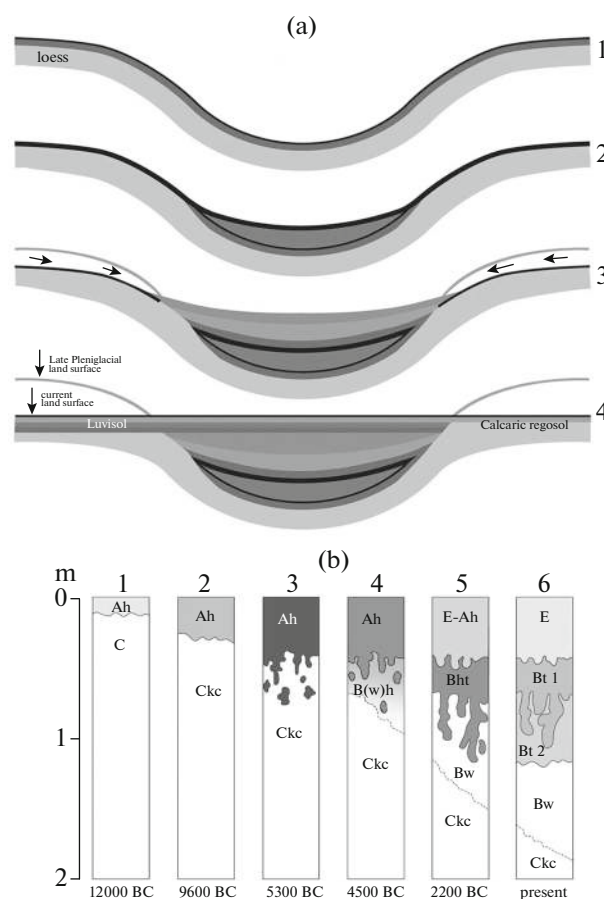 (a)
1
loess
2
3
Late Pleniglacial
land surface
current
land surface
4
Luvisol
Calcaric regosol
(b)
m
1
2
3
4
5
6
0
Ah
Ah
Ah
Ah
E-Ah
E
C
Bht
Bt 1
Ckc
B(w)h
Ckc
Ckc
1
Bt 2
Bw
Bw
Ckc
Ckc
2
12000 BC
9600 BC
5300 BC
4500 BC
2200 BC
present